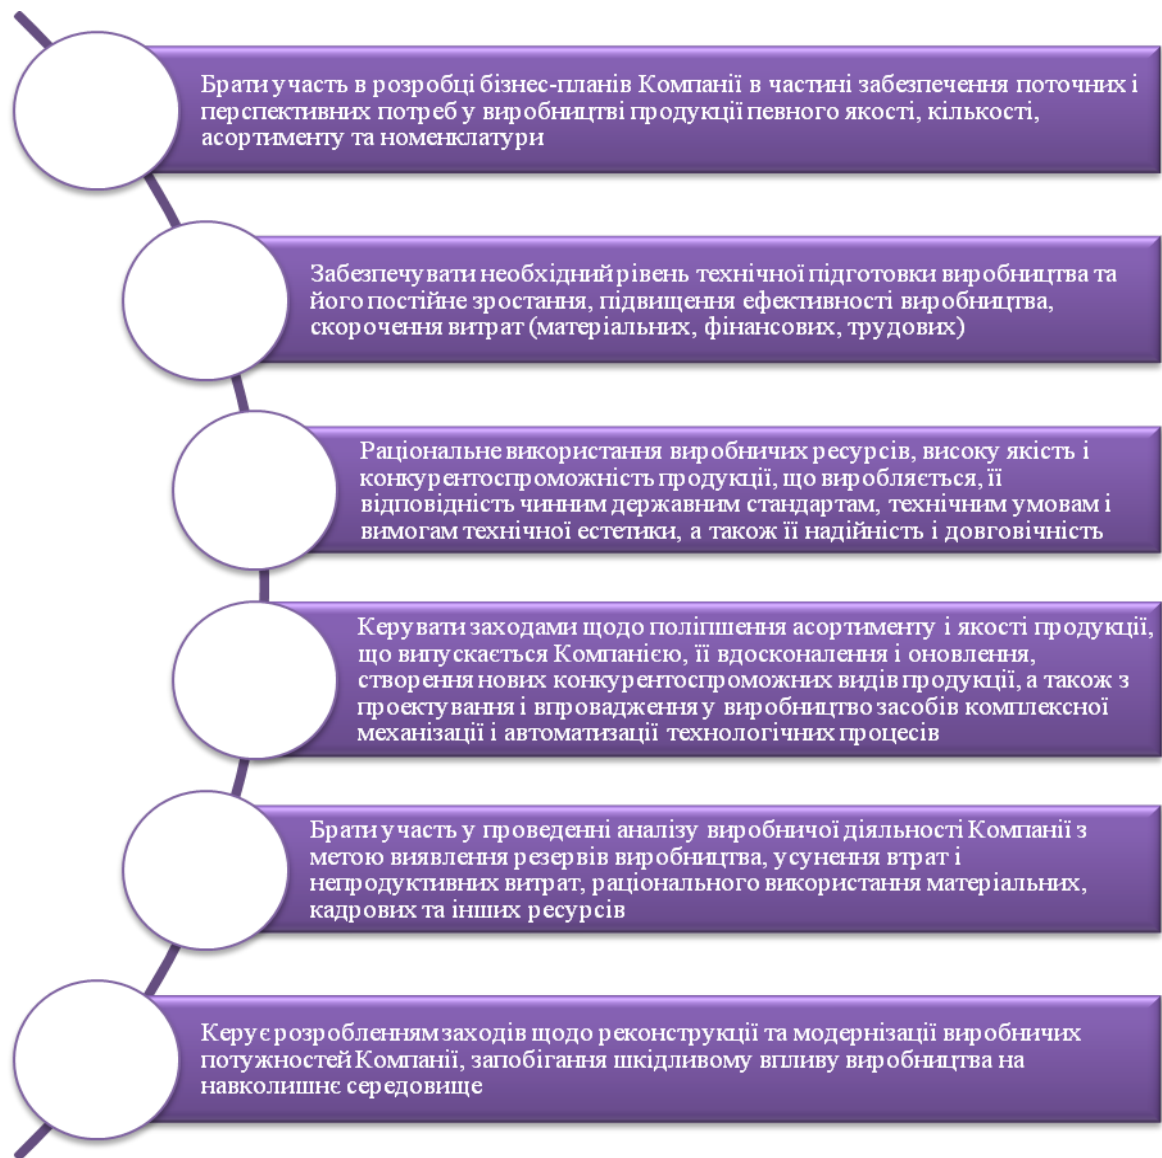 Брати участь в розробці бізнес-планів Компанії в частині забезпечення поточних і
перспективних потреб у виробництві продукції певного якості, кількості,
асортименту та номенклатури
Забезпечувати необхідний рівень технічної підготовки виробництва та
його постійне зростання, підвищення ефективності виробництва,
скорочення витрат (матеріальних, фінансових, трудових)
Раціональне використання виробничих ресурсів, високу якість і
конкурентоспроможність продукції, що виробляється, її
відповідність чинним державним стандартам, технічним умовам і
вимогам технічної естетики, а також її надійність і довговічність
Керувати заходами щодо поліпшення асортименту і якості продукції,
що випускається Компанією, її вдосконалення і оновлення,
створення нових конкурентоспроможних видів продукції, а також з
проектування і впровадження у виробництво засобів комплексної
механізації і автоматизації технологічних процесів
Брати участь у проведенні аналізу виробничої діяльності Компанії з
метою виявлення резервів виробництва, усунення втрат і
непродуктивних витрат, раціонального використання матеріальних,
кадрових та інших ресурсів
Керує розробленням заходів щодо реконструкції та модернізації виробничих
потужностей Компанії, запобігання шкідливому впливу виробництва на
навколишнє середовище